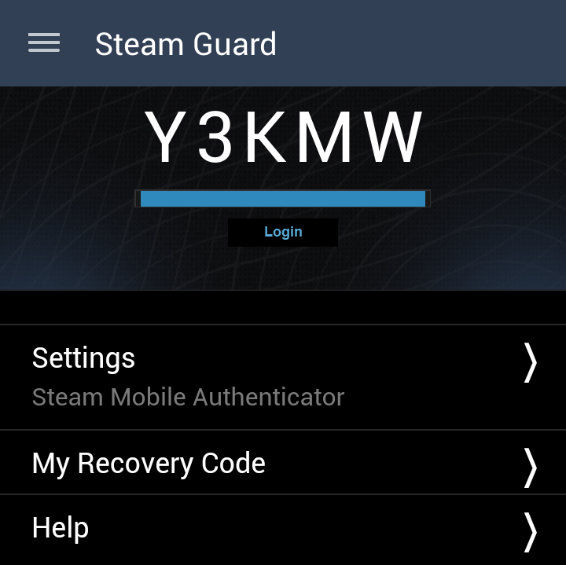 Steam Guard
Y3KMW
Login
Settings
Steam Mobile Authenticator
My Recovery Code
Help